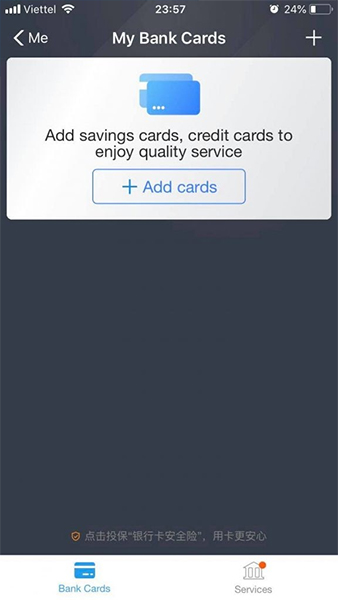 Viettel 23:57 24%
Me My Bank Cards +
Add savings cards, credit cards to
enjoy quality service
+ Add cards
点击投保“银行卡安全险”，用卡更安心
Bank Cards Services